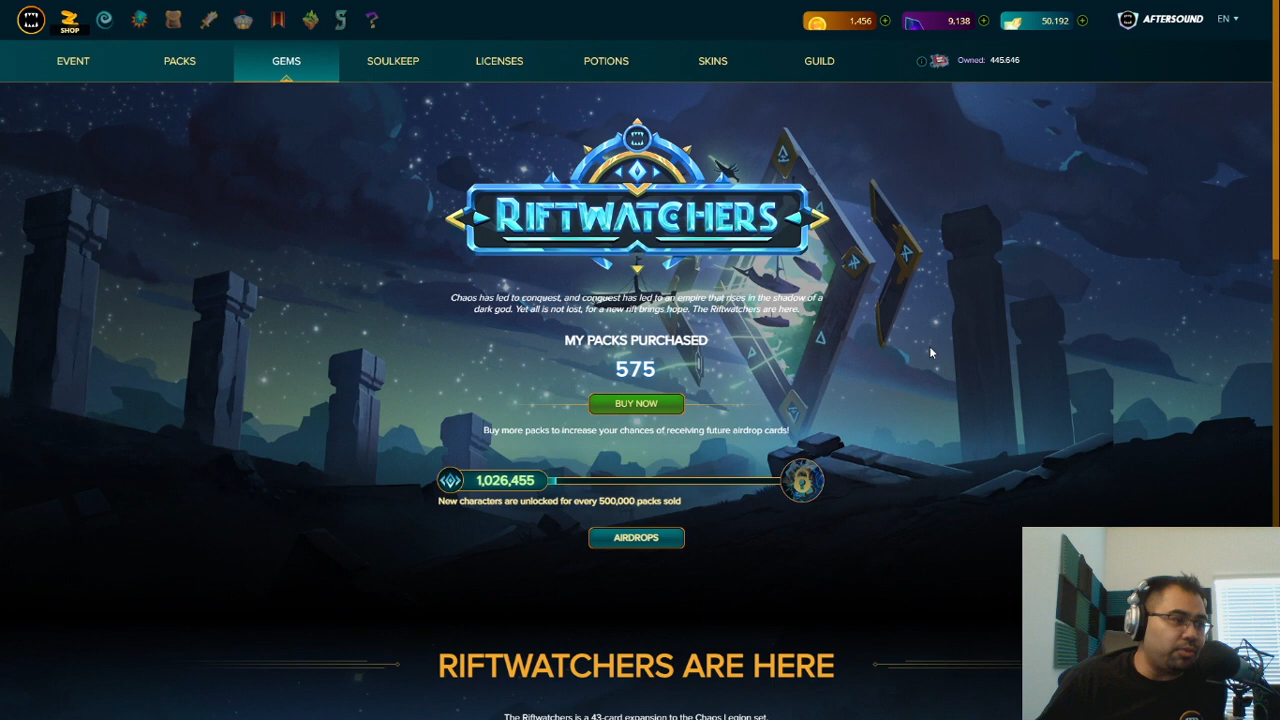 SHOP
1,456
9,138
50.192
AFTERSOUND
EN
EVENT
PACKS
GEMS
SOULKEEP
LICENSES
POTIONS
SKINS
GUILD
Owned: 445.646
RIFTWATCHERS
Chaos has led to conquest, and conquest has led to an empire that rises in the shadow of a
dark god. Yet all is not lost, for a new rift brings hope. The Riftwatchers are here.
MY PACKS PURCHASED
575
BUY NOW
Buy more packs to increase your chances of receiving future airdrop cards!
1,026,455
New characters are unlocked for every 500,000 packs sold
AIRDROPS
RIFTWATCHERS ARE HERE
The Riftwatchers is a 43-card expansion to the Chaos Legion set.